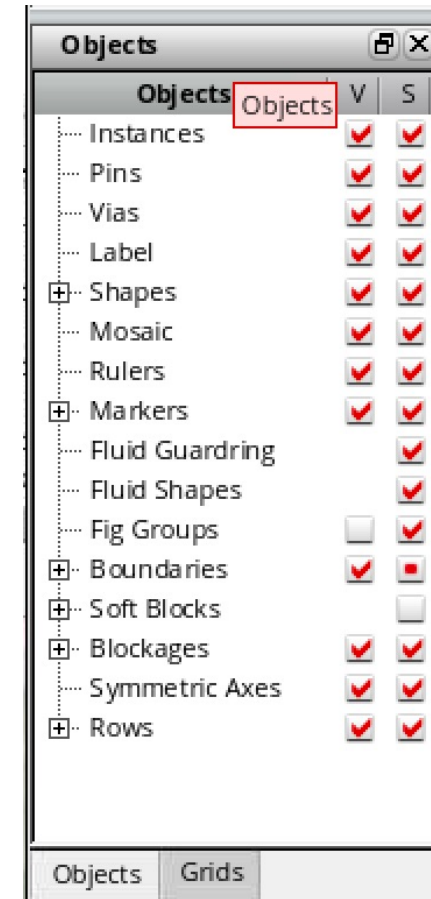 Objects
Objects V S
Objects
Instances
Pins
Vias
Label
Shapes
Mosaic
Rulers
Markers
Fluid Guardring
Fluid Shapes
Fig Groups
Boundaries
Soft Blocks
Blockages
Symmetric Axes
Rows
Objects Grids